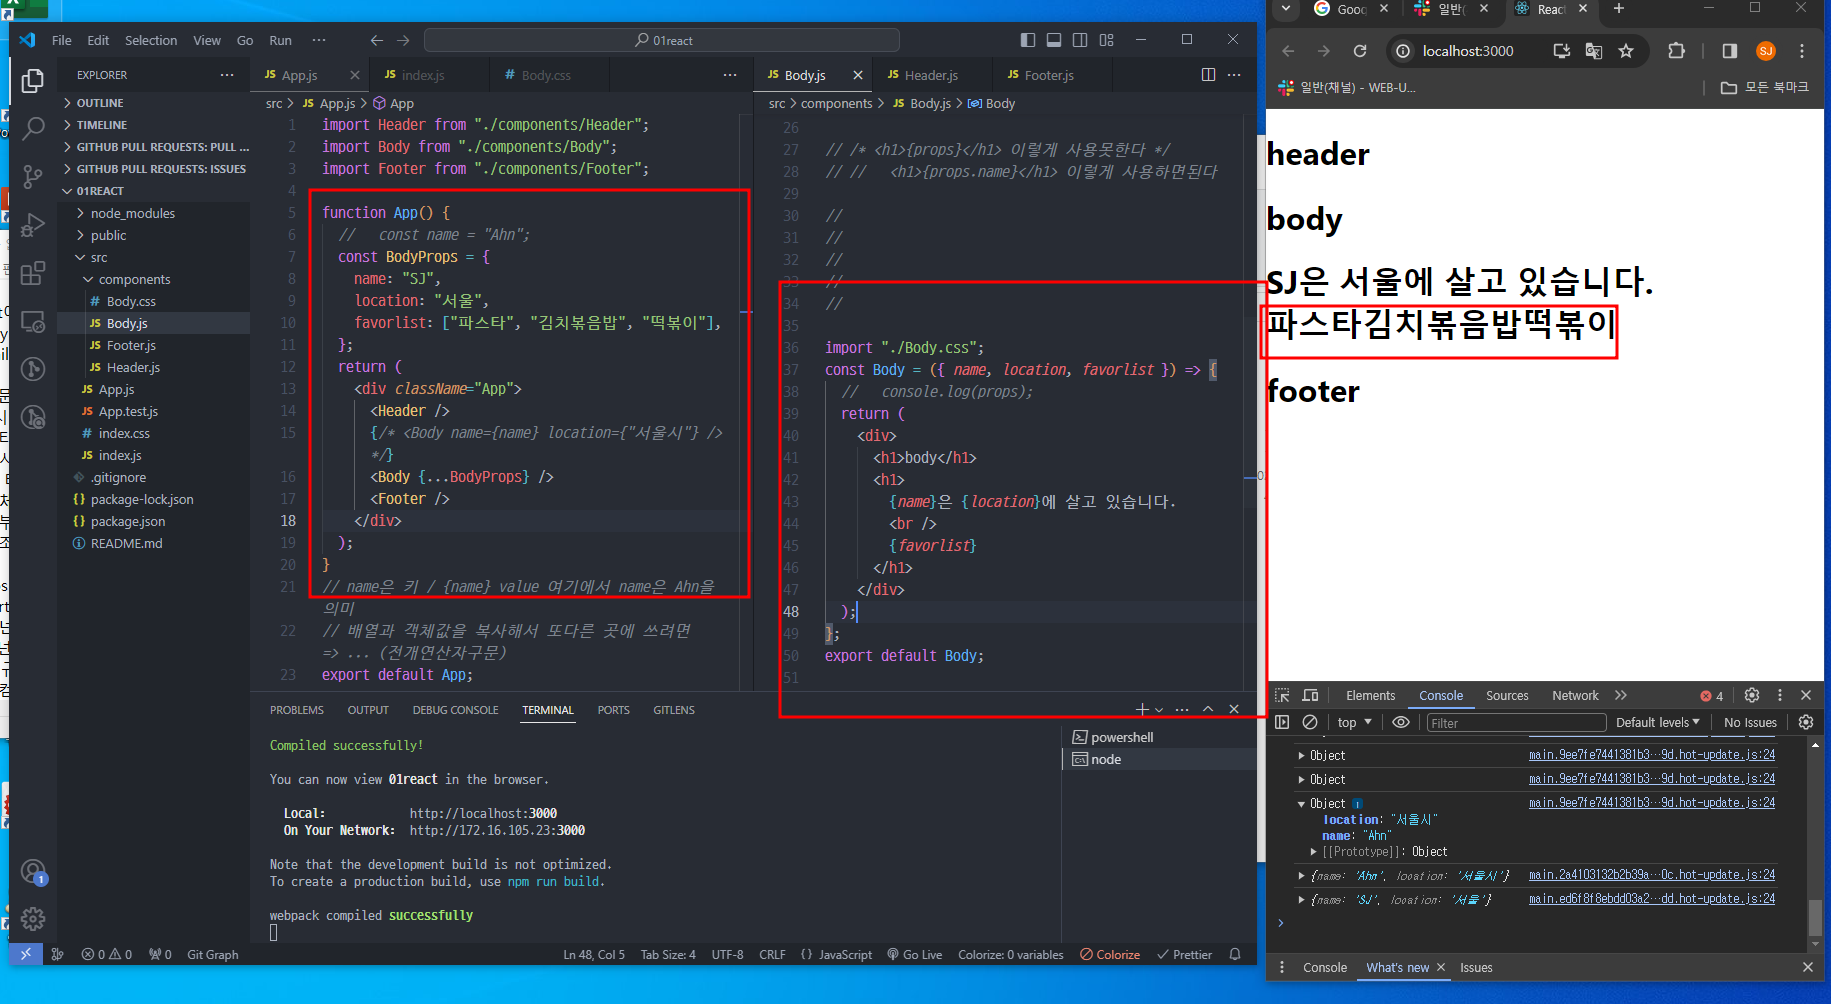 File Edit Selection View Go Run ··· 01react
EXPLORER ···
OUTLINE
TIMELINE
GITHUB PULL REQUESTS: PULL ...
GITHUB PULL REQUESTS: ISSUES
01REACT
node_modules
public
src
components
# Body.css
JS Body.js
JS Footer.js
JS Header.js
JS App.js
JS App.test.js
# index.css
JS index.js
.gitignore
{} package-lock.json
{} package.json
README.md
JS App.js JS index.js # Body.css ···
src > JS App.js > App
1 import Header from "./components/Header";
2 import Body from "./components/Body";
3 import Footer from "./components/Footer";
4
5 function App() {
6 // const name = "Ahn";
7 const BodyProps = {
8 name: "SJ",
9 location: "서울",
10 favorlist: ["파스타", "김치볶음밥", "떡볶이"],
11 };
12 return (
13 <div className="App">
14 <Header />
15 {/* <Body name={name} location={"서울시"} />
*/}
16 <Body {...BodyProps} />
17 <Footer />
18 </div>
19 );
20 }
21 // name은 키 / {name} value 여기에서 name은 Ahn을
의미
22 // 배열과 객체값을 복사해서 또다른 곳에 쓰려면
=> ... (전개연산자구문)
23 export default App;
JS Body.js JS Header.js JS Footer.js ···
src > components > JS Body.js > Body
26
27 // /* <h1>{props}</h1> 이렇게 사용못한다 */
28 // // <h1>{props.name}</h1> 이렇게 사용하면된다
29
30 //
31 //
32 //
33 //
34 //
35
36 import "./Body.css";
37 const Body = ({ name, location, favorlist }) => {
38 // console.log(props);
39 return (
40 <div>
41 <h1>body</h1>
42 <h1>
43 {name}은 {location}에 살고 있습니다.
44 <br />
45 {favorlist}
46 </h1>
47 </div>
48 );
49 };
50 export default Body;
51
PROBLEMS OUTPUT DEBUG CONSOLE TERMINAL PORTS GITLENS
Compiled successfully!
You can now view 01react in the browser.
Local: http://localhost:3000
On Your Network: http://172.16.105.23:3000
Note that the development build is not optimized.
To create a production build, use npm run build.
webpack compiled successfully
powershell
node
0 0 0 Git Graph Ln 48, Col 5 Tab Size: 4 UTF-8 CRLF {} JavaScript Go Live Colorize: 0 variables Colorize Prettier
Goog 일반( React
localhost:3000 SJ
일반(채널) - WEB-U... 모든 북마크
header
body
SJ은 서울에 살고 있습니다.
파스타김치볶음밥떡볶이
footer
Elements Console Sources Network 4
top Filter Default levels No Issues
Object main.9ee7fe7441381b3…9d.hot-update.js:24
Object main.9ee7fe7441381b3…9d.hot-update.js:24
Object main.9ee7fe7441381b3…9d.hot-update.js:24
location: "서울시"
name: "Ahn"
[[Prototype]]: Object
{name: 'Ahn', location: '서울시'} main.2a4103132b2b39a…0c.hot-update.js:24
{name: 'SJ', location: '서울'} main.ed6f8f8ebdd03a2…dd.hot-update.js:24
Console What's new Issues